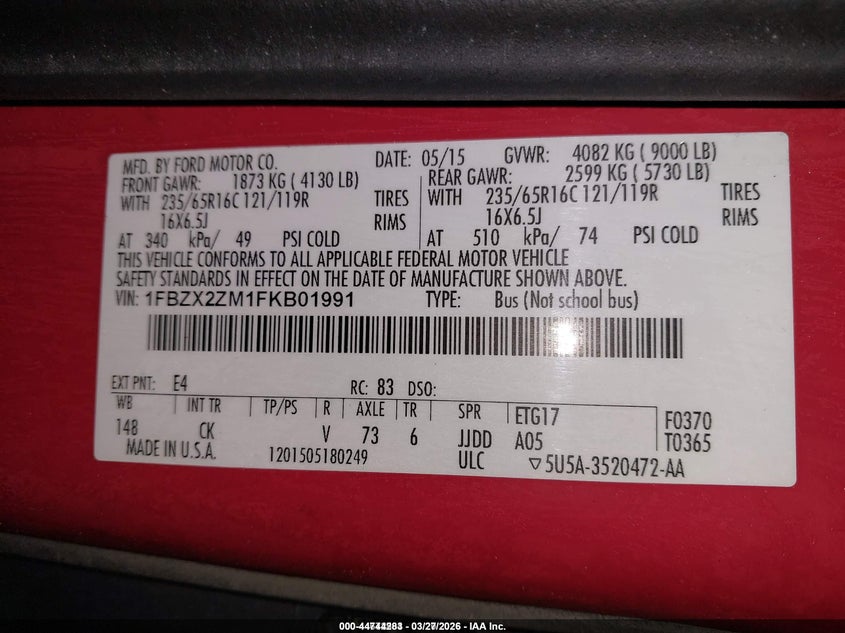 MFD. BY FORD MOTOR CO. DATE: 05/15 GVWR: 4082 KG ( 9000 LB)
FRONT GAWR: 1873 KG ( 4130 LB) REAR GAWR: 2599 KG ( 5730 LB)
WITH 235/65R16C 121/119R TIRES WITH 235/65R16C 121/119R TIRES
16X6.5J RIMS 16X6.5J RIMS
AT 340 kPa/ 49 PSI COLD AT 510 kPa/ 74 PSI COLD
THIS VEHICLE CONFORMS TO ALL APPLICABLE FEDERAL MOTOR VEHICLE
SAFETY STANDARDS IN EFFECT ON THE DATE OF MANUFACTURE SHOWN ABOVE.
VIN: 1FBZX2ZM1FKB01991 TYPE: Bus (Not school bus)
EXT PNT: E4 RC: 83 DSO:
WB INT TR TP/PS R AXLE TR SPR ETG17 F0370
148 CK V 73 6 JJDD A05 T0365
MADE IN U.S.A. 1201505180249 ULC ▽5U5A-3520472-AA
03/27/2026 - IAA Inc.